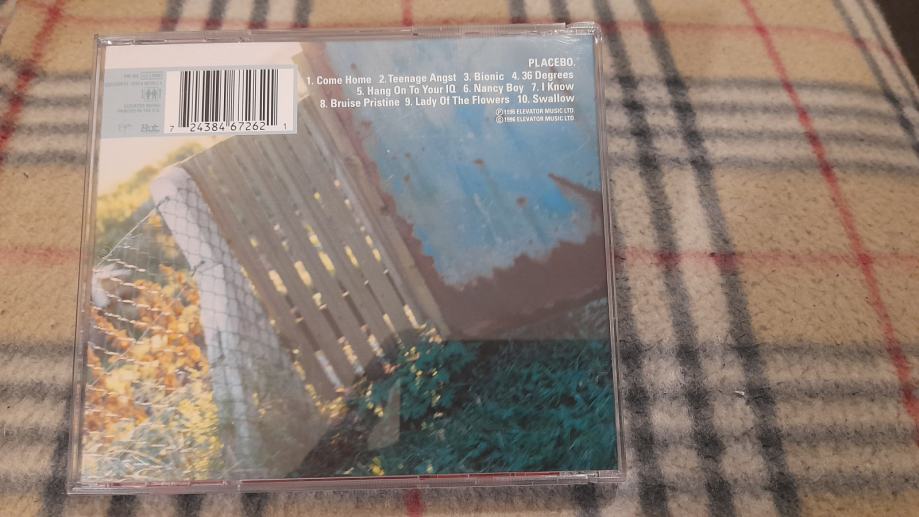 PLACEBO.
1. Come Home 2. Teenage Angst 3. Bionic 4. 36 Degrees
5. Hang On To Your IQ 6. Nancy Boy 7. I Know
8. Bruise Pristine 9. Lady Of The Flowers 10. Swallow
Ⓟ 1996 ELEVATOR MUSIC LTD
© 1996 ELEVATOR MUSIC LTD
7 24384 67262 1